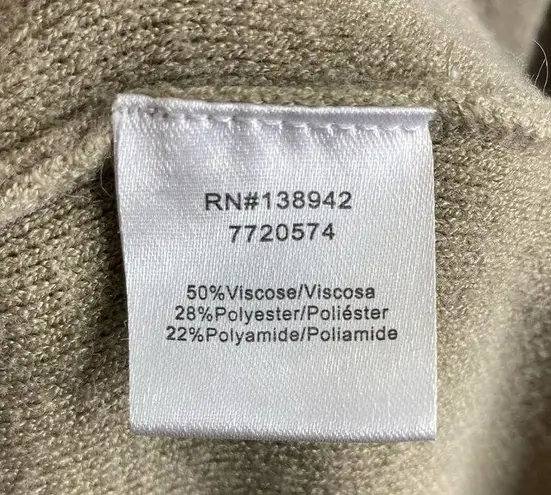 RN#138942
7720574
50%Viscose/Viscosa
28%Polyester/Poliéster
22%Polyamide/Poliamide